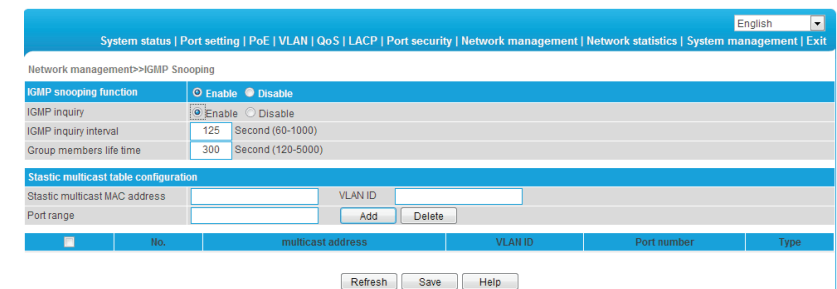 English
System status | Port setting | PoE | VLAN | QoS | LACP | Port security | Network management | Network statistics | System management | Exit
Network management>>IGMP Snooping
IGMP snooping function Enable Disable
IGMP inquiry Enable Disable
IGMP inquiry interval 125 Second (60-1000)
Group members life time 300 Second (120-5000)
Stastic multicast table configuration
Stastic multicast MAC address VLAN ID
Port range Add Delete
No. multicast address VLAN ID Port number Type
Refresh Save Help